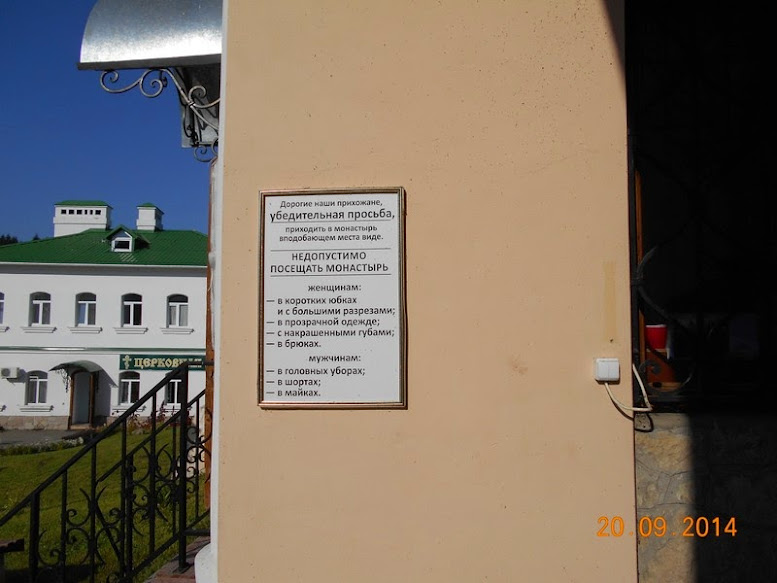 Дорогие наши прихожане,
убедительная просьба,
приходить в монастырь
вподобающем места виде.
НЕДОПУСТИМО
ПОСЕЩАТЬ МОНАСТЫРЬ
женщинам:
— в коротких юбках
и с большими разрезами;
— в прозрачной одежде;
— с накрашенными губами;
— в брюках.
мужчинам:
— в головных уборах;
— в шортах;
— в майках.
20.09.2014